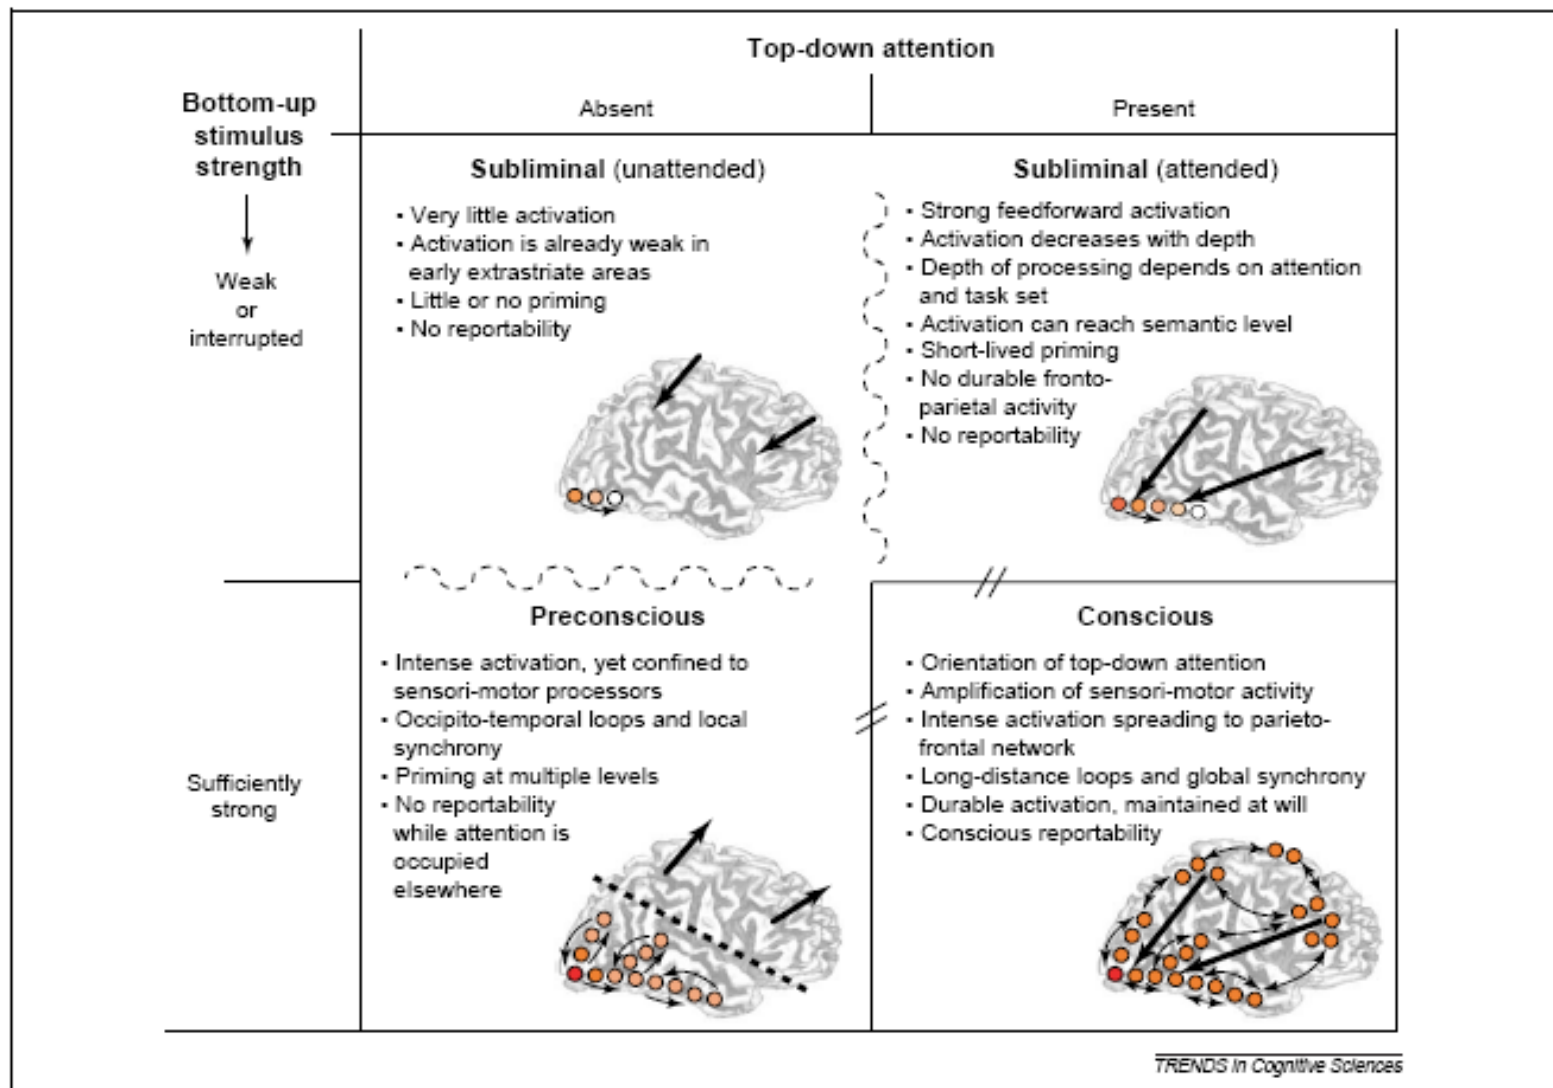 Top-down attention
Bottom-up
stimulus
strength
Absent
Present
Weak
or
interrupted
Subliminal (unattended)
• Very little activation
• Activation is already weak in
early extrastriate areas
• Little or no priming
• No reportability
Subliminal (attended)
• Strong feedforward activation
• Activation decreases with depth
• Depth of processing depends on attention
and task set
• Activation can reach semantic level
• Short-lived priming
• No durable fronto-
parietal activity
• No reportability
Sufficiently
strong
Preconscious
• Intense activation, yet confined to
sensori-motor processors
• Occipito-temporal loops and local
synchrony
• Priming at multiple levels
• No reportability
while attention is
occupied
elsewhere
Conscious
• Orientation of top-down attention
• Amplification of sensori-motor activity
• Intense activation spreading to parieto-
frontal network
• Long-distance loops and global synchrony
• Durable activation, maintained at will
• Conscious reportability
TRENDS in Cognitive Sciences